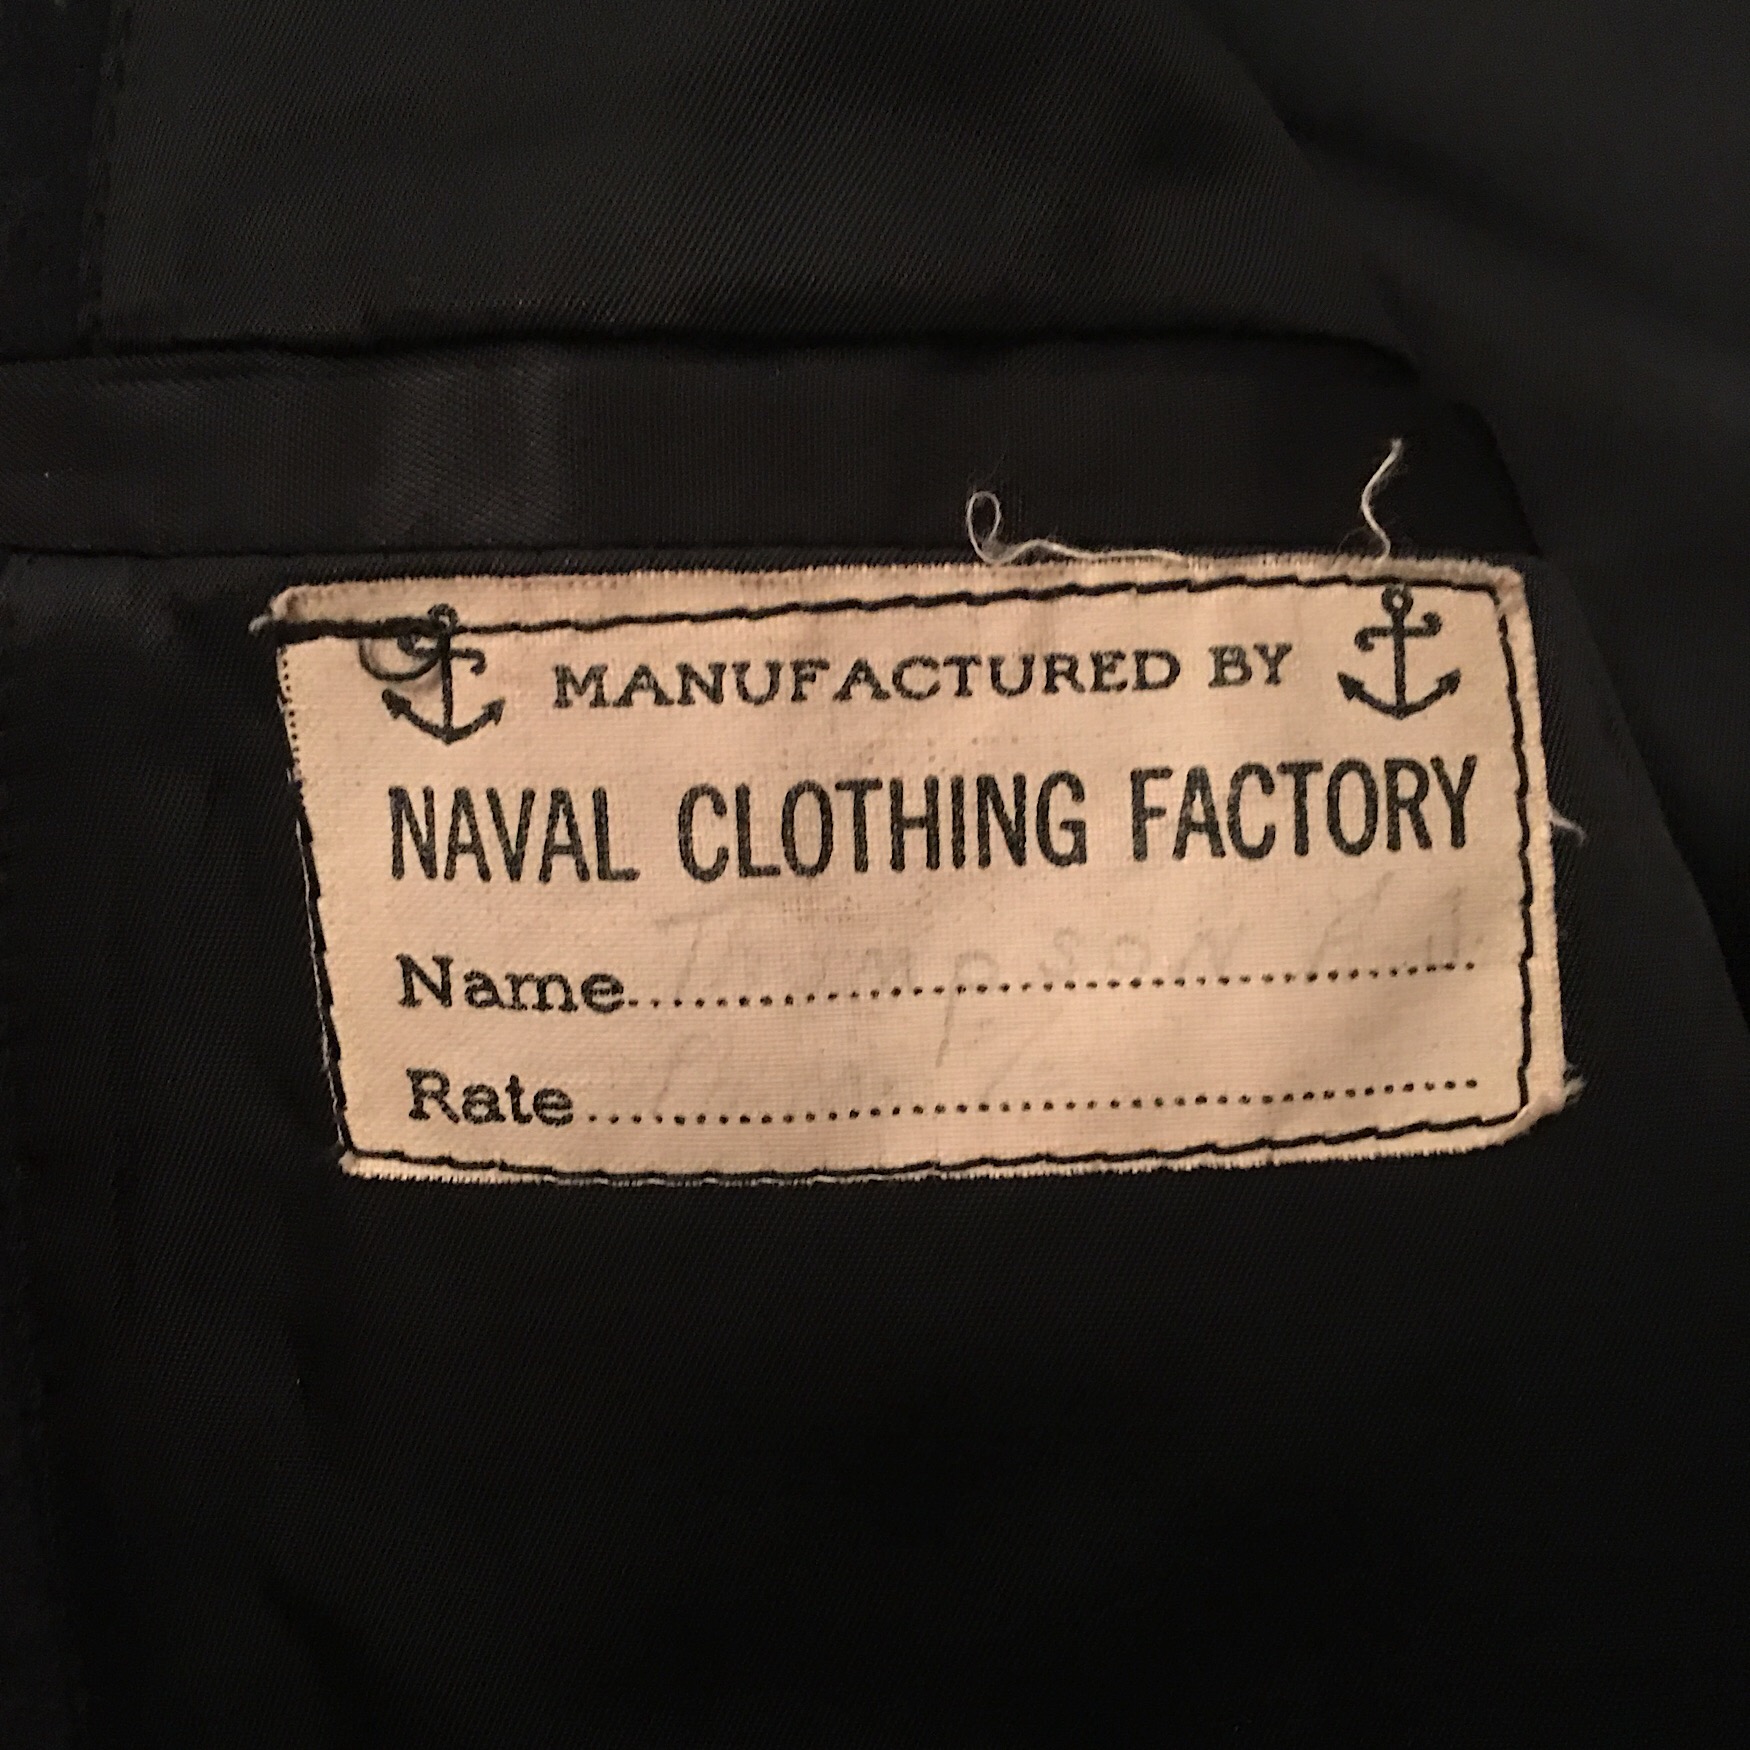 MANUFACTURED BY
NAVAL CLOTHING FACTORY
Name..............................
Rate..............................